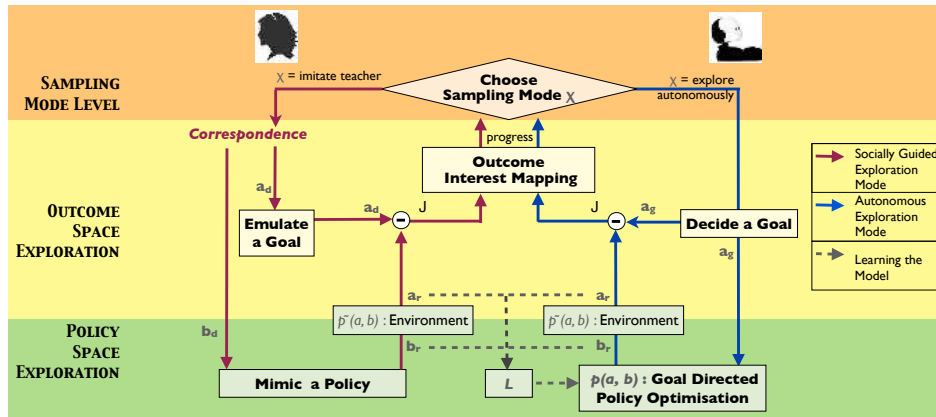 χ = imitate teacher
Choose
Sampling Mode χ
χ = explore
autonomously
SAMPLING
MODE LEVEL
Correspondence
progress
Outcome
Interest Mapping
Socially Guided
Exploration
Mode
Autonomous
Exploration
Mode
Learning the
Model
a_d
a_d
J
J
a_g
OUTCOME
SPACE
EXPLORATION
Emulate
a Goal
-
-
Decide a Goal
a_g
a_r
a_r
p̃(a, b) : Environment
p̃(a, b) : Environment
POLICY
SPACE
EXPLORATION
b_d
b_r
b_r
Mimic a Policy
L
p(a, b) : Goal Directed
Policy Optimisation